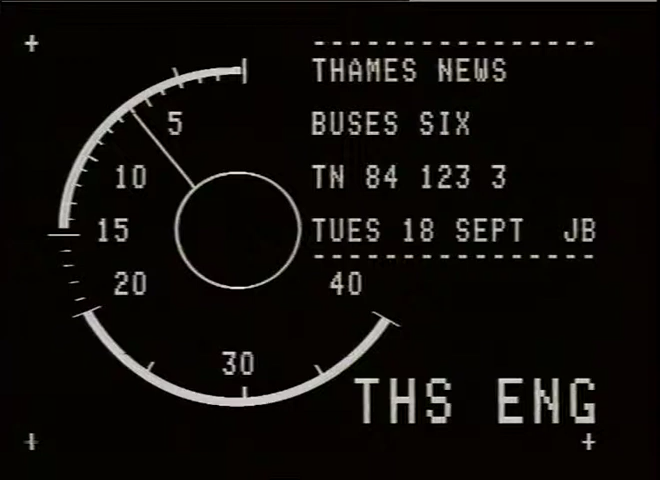 THAMES NEWS
BUSES SIX
TN 84 123 3
TUES 18 SEPT JB
5
10
15
20
30
40
THS ENG